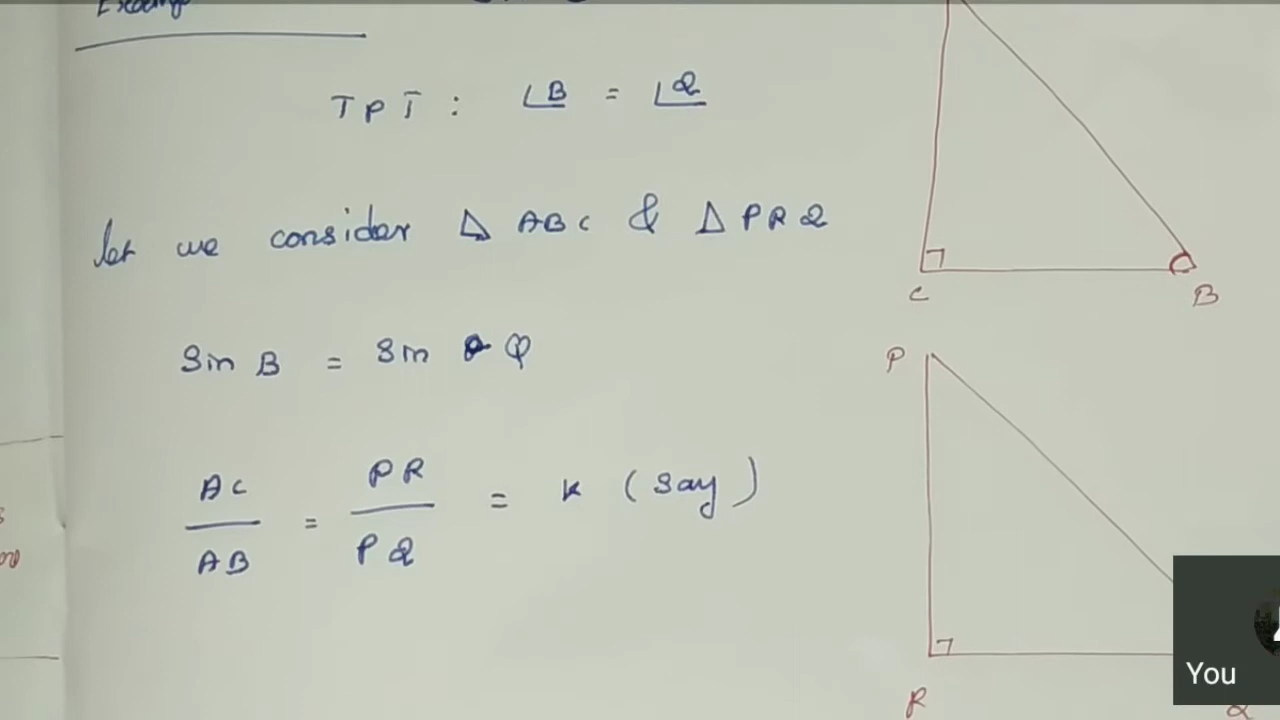 TPT : ∠B = ∠Q
let we consider Δ ABC & Δ PRQ
Sin B = Sin Q
AC/AB = PR/PQ = K (say)
C
B
P
R
Q
You